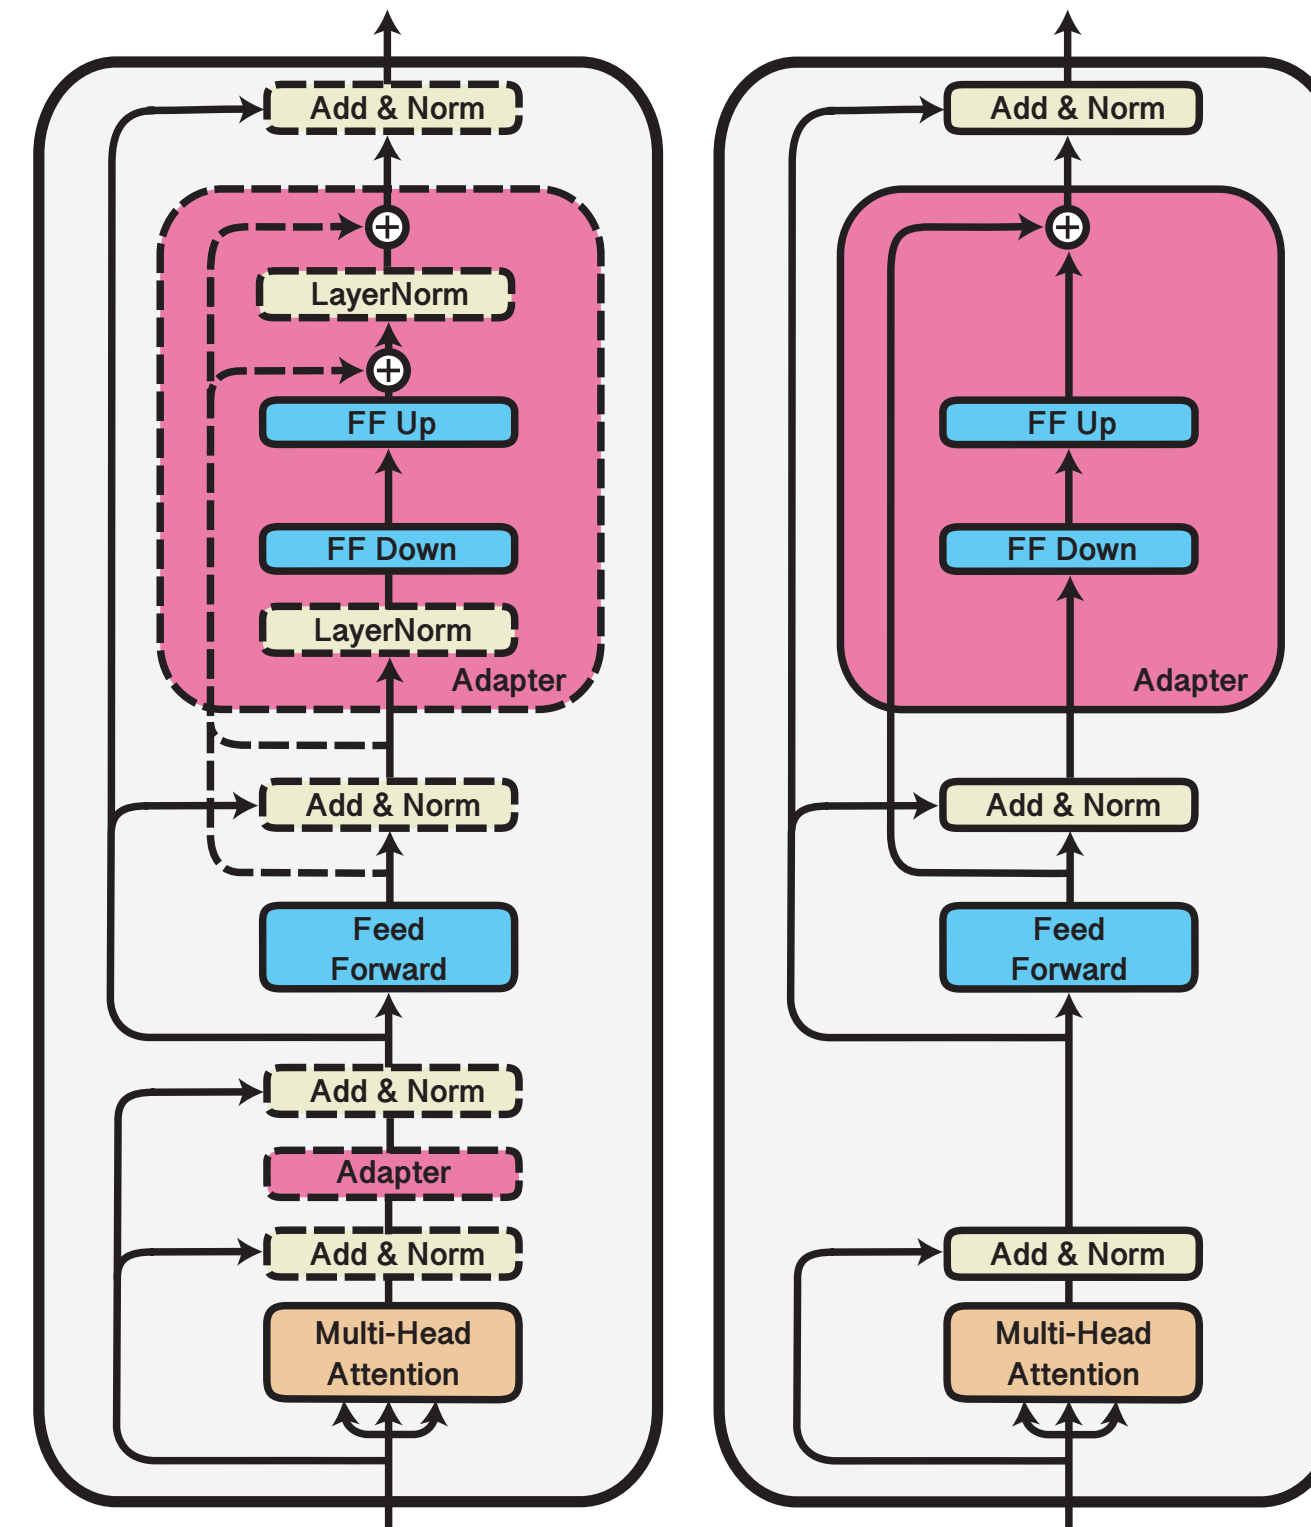 Add & Norm
LayerNorm
FF Up
FF Down
LayerNorm
Adapter
Add & Norm
Feed
Forward
Add & Norm
Adapter
Add & Norm
Multi-Head
Attention
Add & Norm
FF Up
FF Down
Adapter
Add & Norm
Feed
Forward
Add & Norm
Multi-Head
Attention